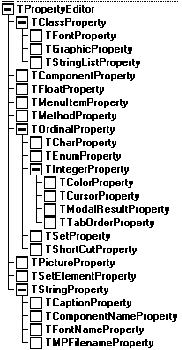 TPropertyEditor
TClassProperty
TFontProperty
TGraphicProperty
TStringListProperty
TComponentProperty
TFloatProperty
TMenuItemProperty
TMethodProperty
TOrdinalProperty
TCharProperty
TEnumProperty
TIntegerProperty
TColorProperty
TCursorProperty
TModalResultProperty
TTabOrderProperty
TSetProperty
TShortCutProperty
TPictureProperty
TSetElementProperty
TStringProperty
TCaptionProperty
TComponentNameProperty
TFontNameProperty
TMPFilenameProperty